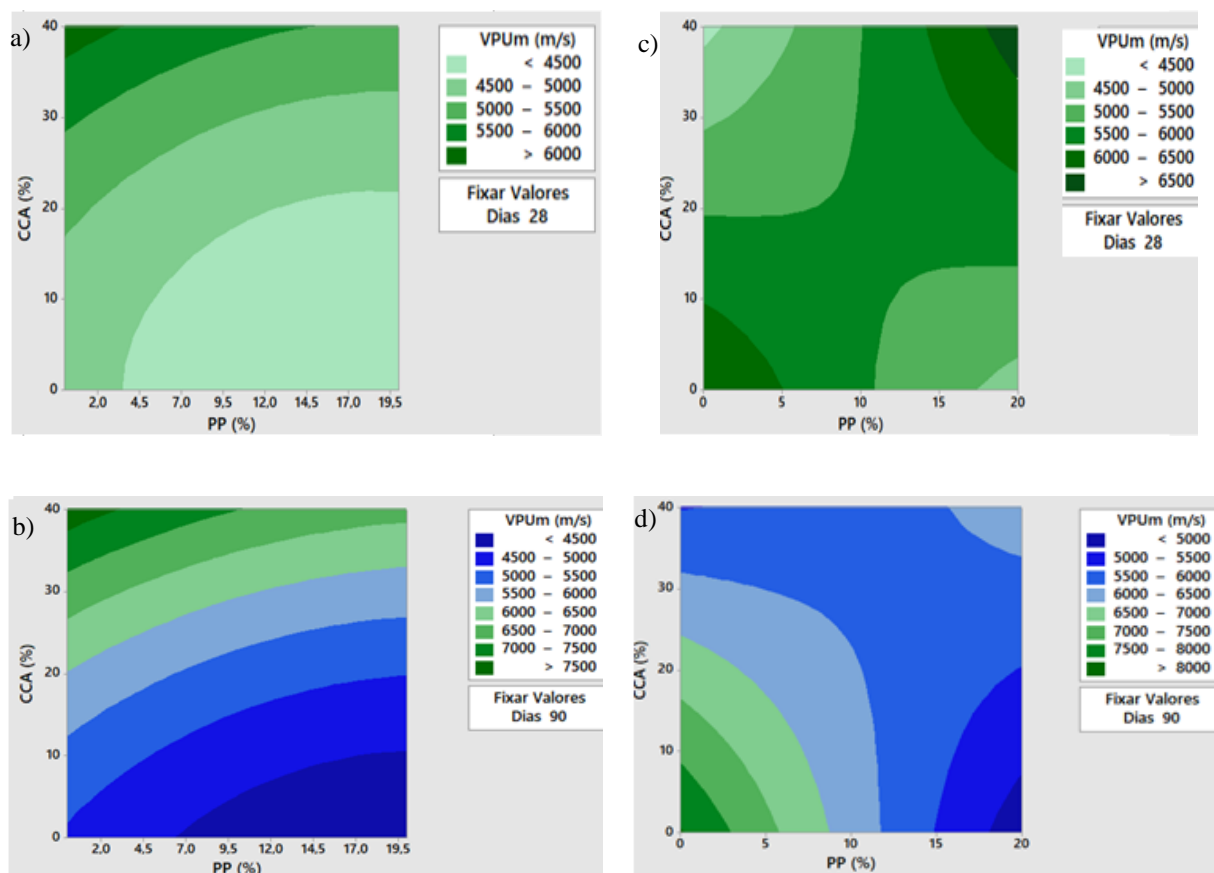 a)
40
30
20
10
0
CCA (%)
2,0 4,5 7,0 9,5 12,0 14,5 17,0 19,5
PP (%)
VPUm (m/s)
< 4500
4500 – 5000
5000 – 5500
5500 – 6000
> 6000
Fixar Valores
Dias 28
c)
40
30
20
10
0
CCA (%)
0 5 10 15 20
PP (%)
VPUm (m/s)
< 4500
4500 – 5000
5000 – 5500
5500 – 6000
6000 – 6500
> 6500
Fixar Valores
Dias 28
b)
40
30
20
10
0
CCA (%)
2,0 4,5 7,0 9,5 12,0 14,5 17,0 19,5
PP (%)
VPUm (m/s)
< 4500
4500 – 5000
5000 – 5500
5500 – 6000
6000 – 6500
6500 – 7000
7000 – 7500
> 7500
Fixar Valores
Dias 90
d)
40
30
20
10
0
CCA (%)
0 5 10 15 20
PP (%)
VPUm (m/s)
< 5000
5000 – 5500
5500 – 6000
6000 – 6500
6500 – 7000
7000 – 7500
7500 – 8000
> 8000
Fixar Valores
Dias 90